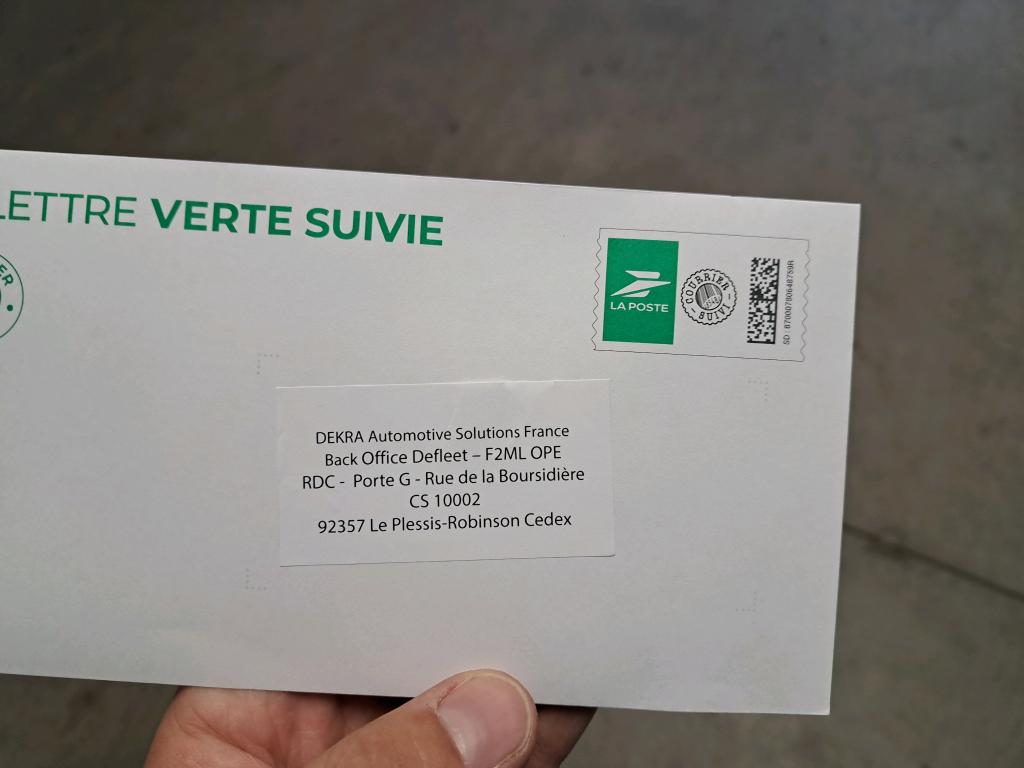 LETTRE VERTE SUIVIE
LA POSTE
COURRIER
SUIVI
DEKRA Automotive Solutions France
Back Office Defleet – F2ML OPE
RDC - Porte G - Rue de la Boursidière
CS 10002
92357 Le Plessis-Robinson Cedex